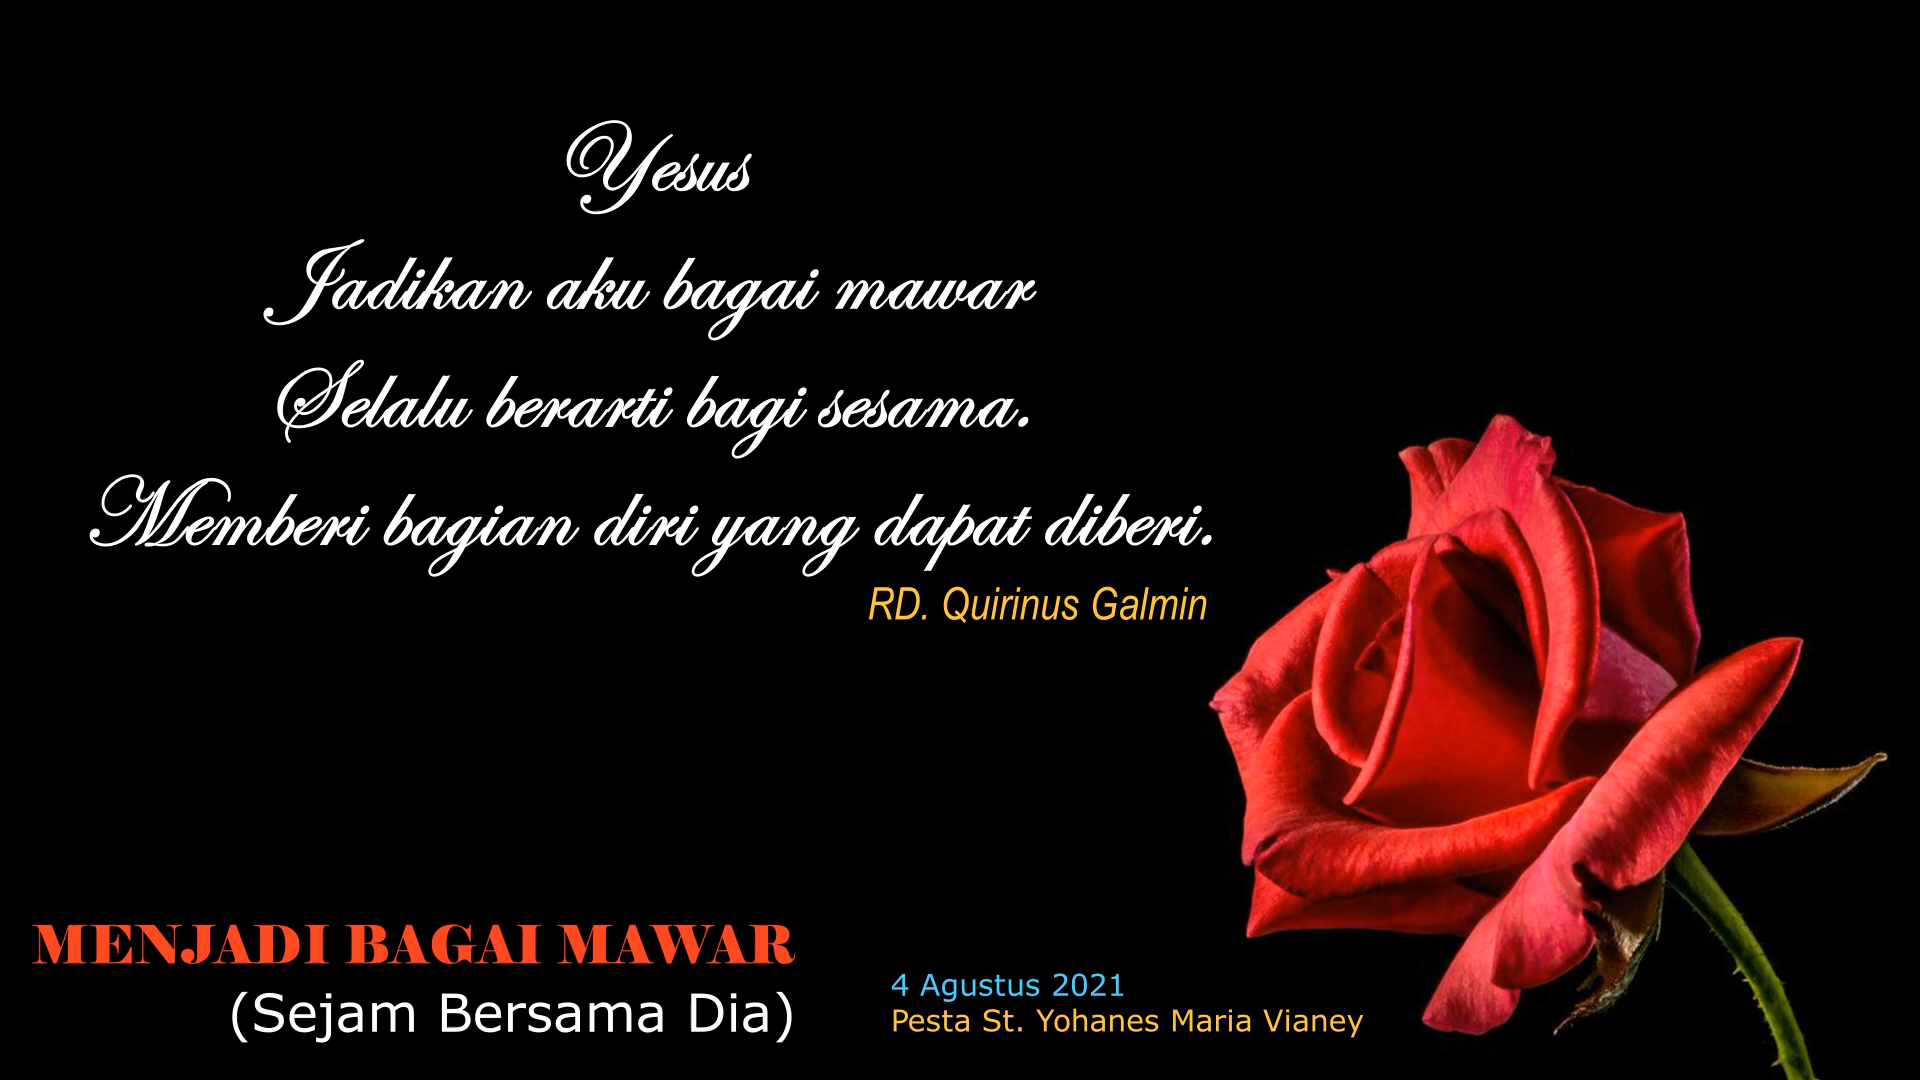 Yesus
Jadikan aku bagai mawar
Selalu berarti bagi sesama.
Memberi bagian diri yang dapat diberi.
RD. Quirinus Galmin
MENJADI BAGAI MAWAR
(Sejam Bersama Dia)
4 Agustus 2021
Pesta St. Yohanes Maria Vianey